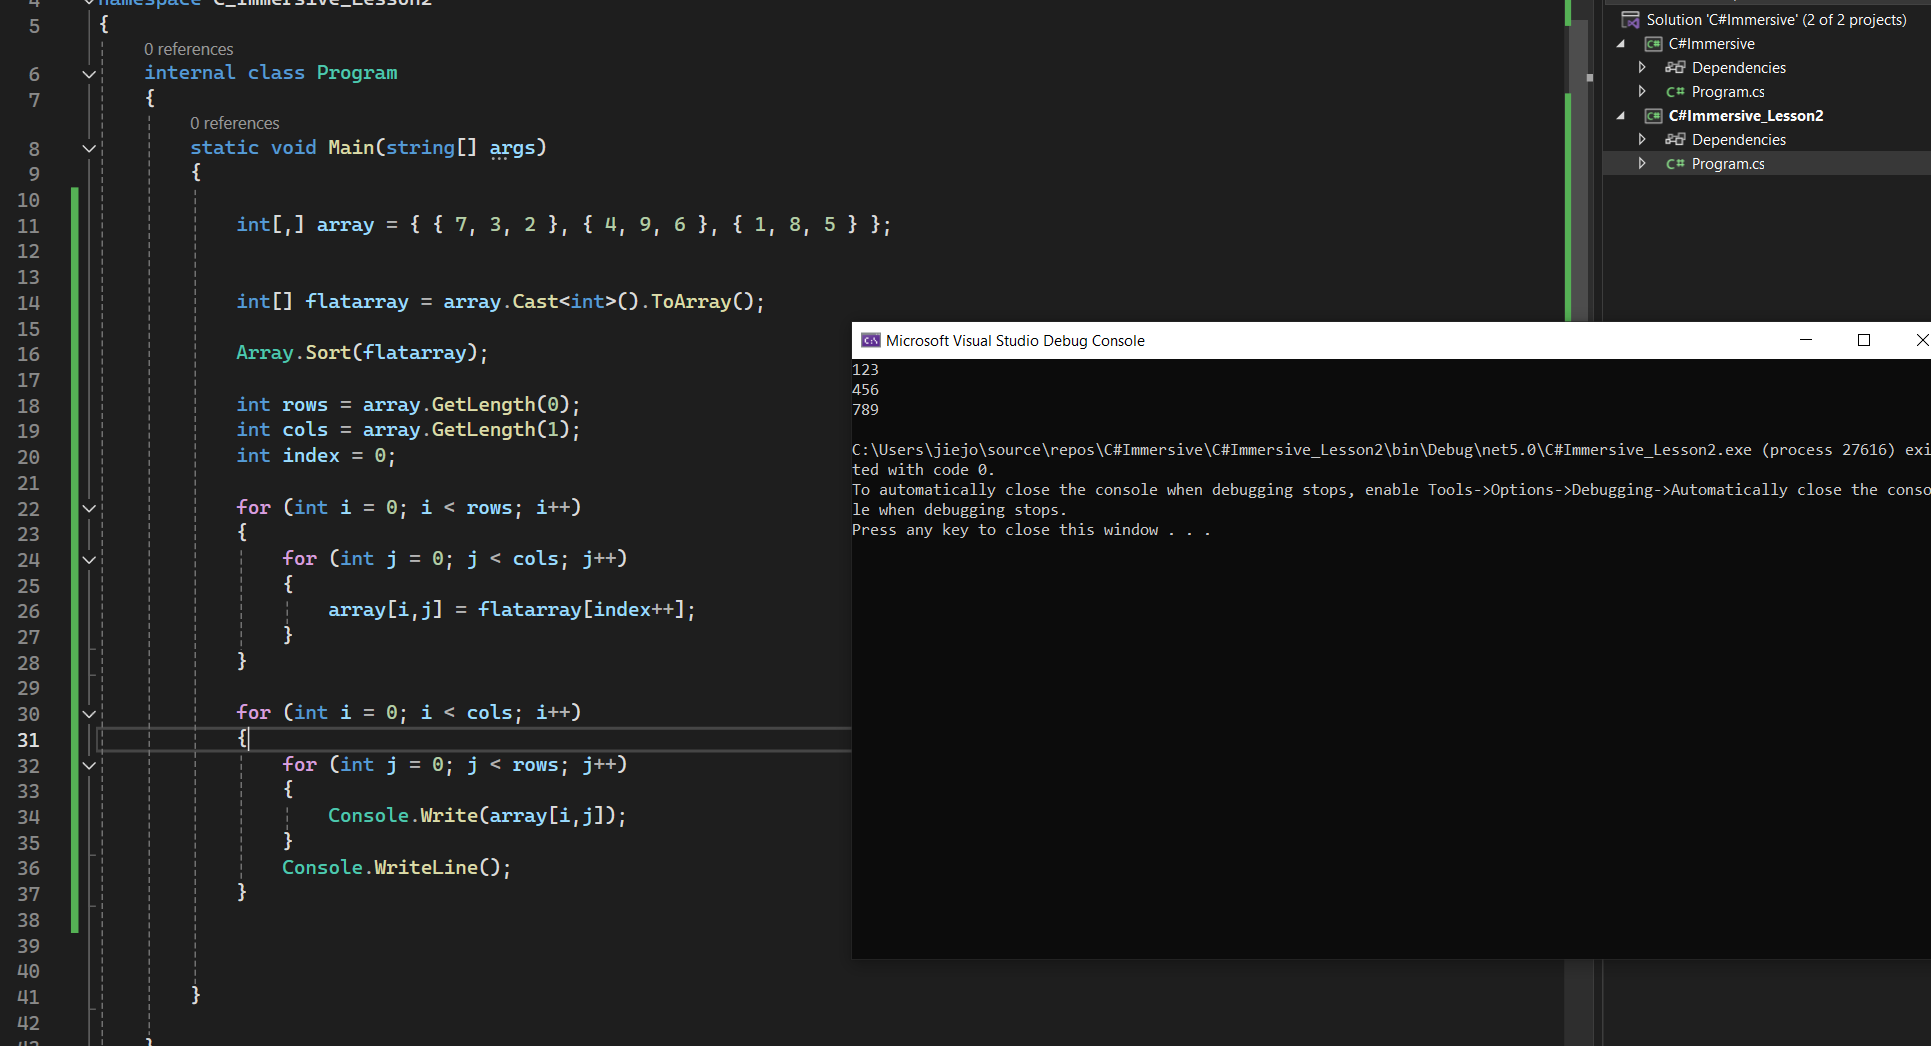 4 namespace C_Immersive_Lesson2
5 {
0 references
6 internal class Program
7 {
0 references
8 static void Main(string[] args)
9 {
10
11 int[,] array = { { 7, 3, 2 }, { 4, 9, 6 }, { 1, 8, 5 } };
12
13
14 int[] flatarray = array.Cast<int>().ToArray();
15
16 Array.Sort(flatarray);
17
18 int rows = array.GetLength(0);
19 int cols = array.GetLength(1);
20 int index = 0;
21
22 for (int i = 0; i < rows; i++)
23 {
24 for (int j = 0; j < cols; j++)
25 {
26 array[i,j] = flatarray[index++];
27 }
28 }
29
30 for (int i = 0; i < cols; i++)
31 {
32 for (int j = 0; j < rows; j++)
33 {
34 Console.Write(array[i,j]);
35 }
36 Console.WriteLine();
37 }
38
39
40
41 }
42
43 }
Microsoft Visual Studio Debug Console
123
456
789
C:\Users\jiejo\source\repos\C#Immersive\C#Immersive_Lesson2\bin\Debug\net5.0\C#Immersive_Lesson2.exe (process 27616) exi
ted with code 0.
To automatically close the console when debugging stops, enable Tools->Options->Debugging->Automatically close the conso
le when debugging stops.
Press any key to close this window . . .
Solution 'C#Immersive' (2 of 2 projects)
C#Immersive
Dependencies
C# Program.cs
C#Immersive_Lesson2
Dependencies
C# Program.cs